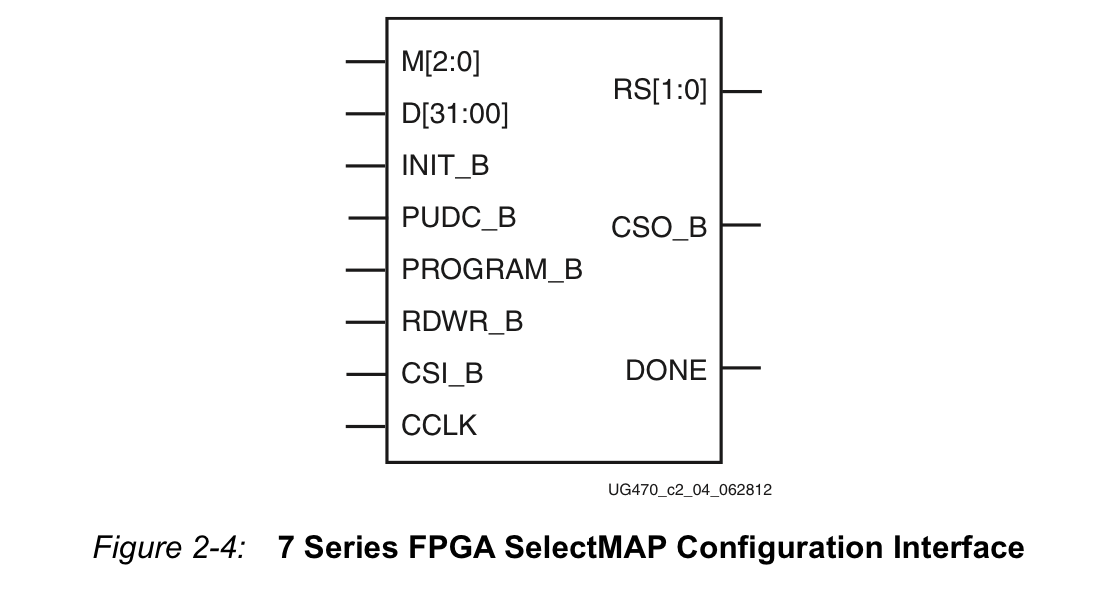 M[2:0]
D[31:00]
INIT_B
PUDC_B
PROGRAM_B
RDWR_B
CSI_B
CCLK
RS[1:0]
CSO_B
DONE
UG470_c2_04_062812
Figure 2-4: 7 Series FPGA SelectMAP Configuration Interface